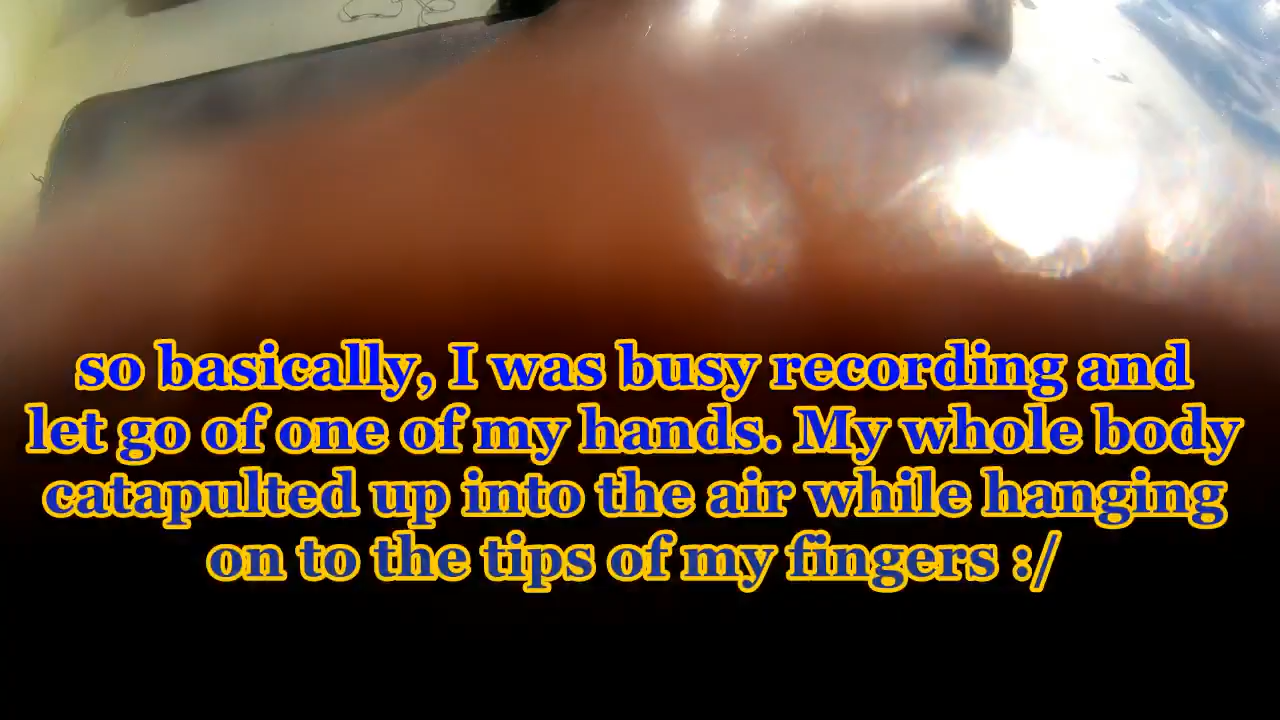 so basically, I was busy recording and
let go of one of my hands. My whole body
catapulted up into the air while hanging
on to the tips of my fingers :/